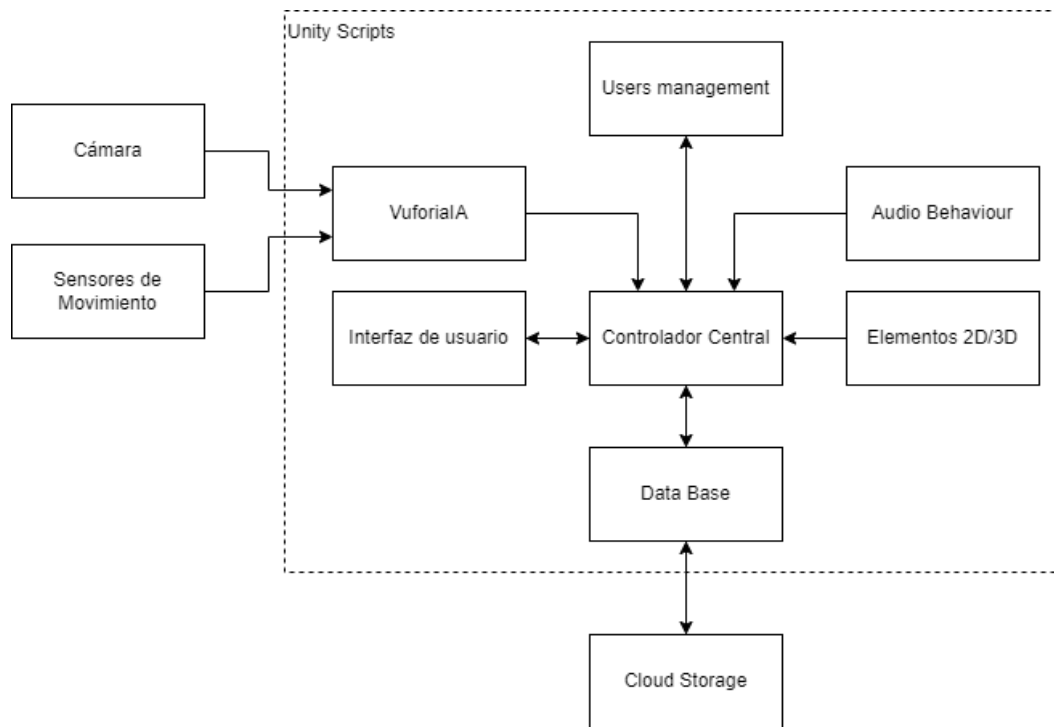 Unity Scripts
Users management
Cámara
VuforiaIA
Audio Behaviour
Sensores de
Movimiento
Interfaz de usuario
Controlador Central
Elementos 2D/3D
Data Base
Cloud Storage